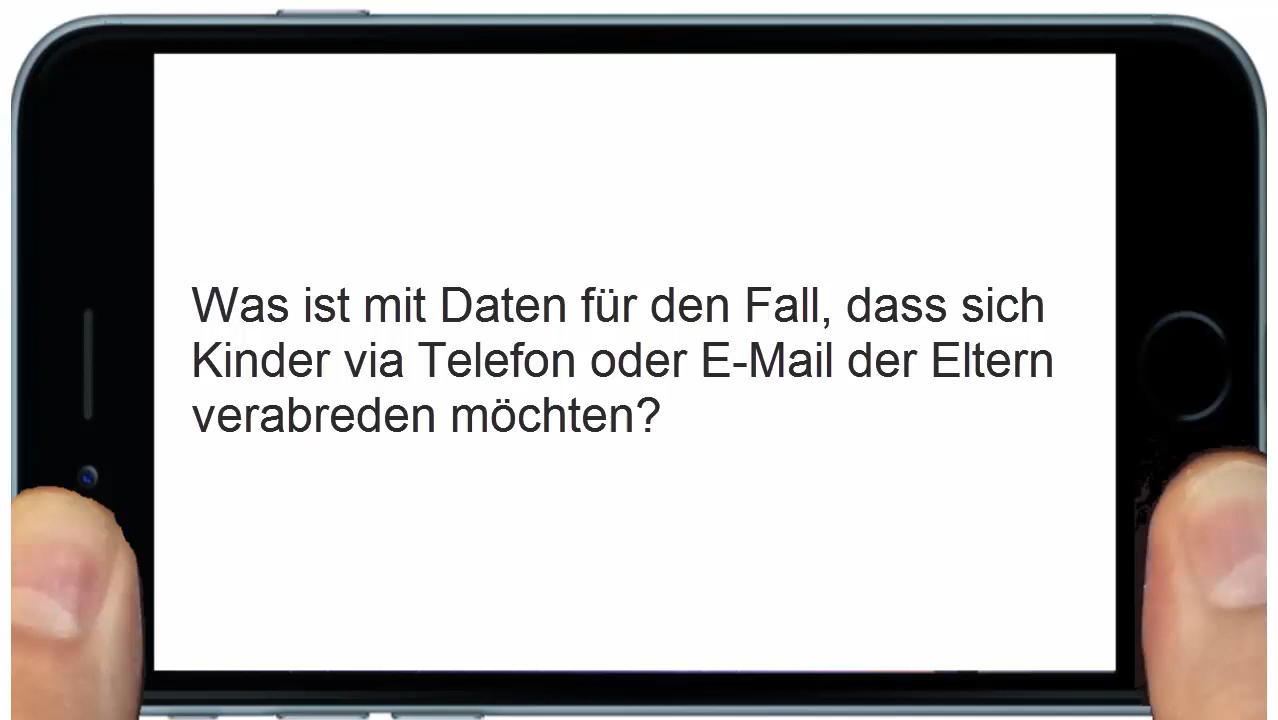 Was ist mit Daten für den Fall, dass sich
Kinder via Telefon oder E-Mail der Eltern
verabreden möchten?